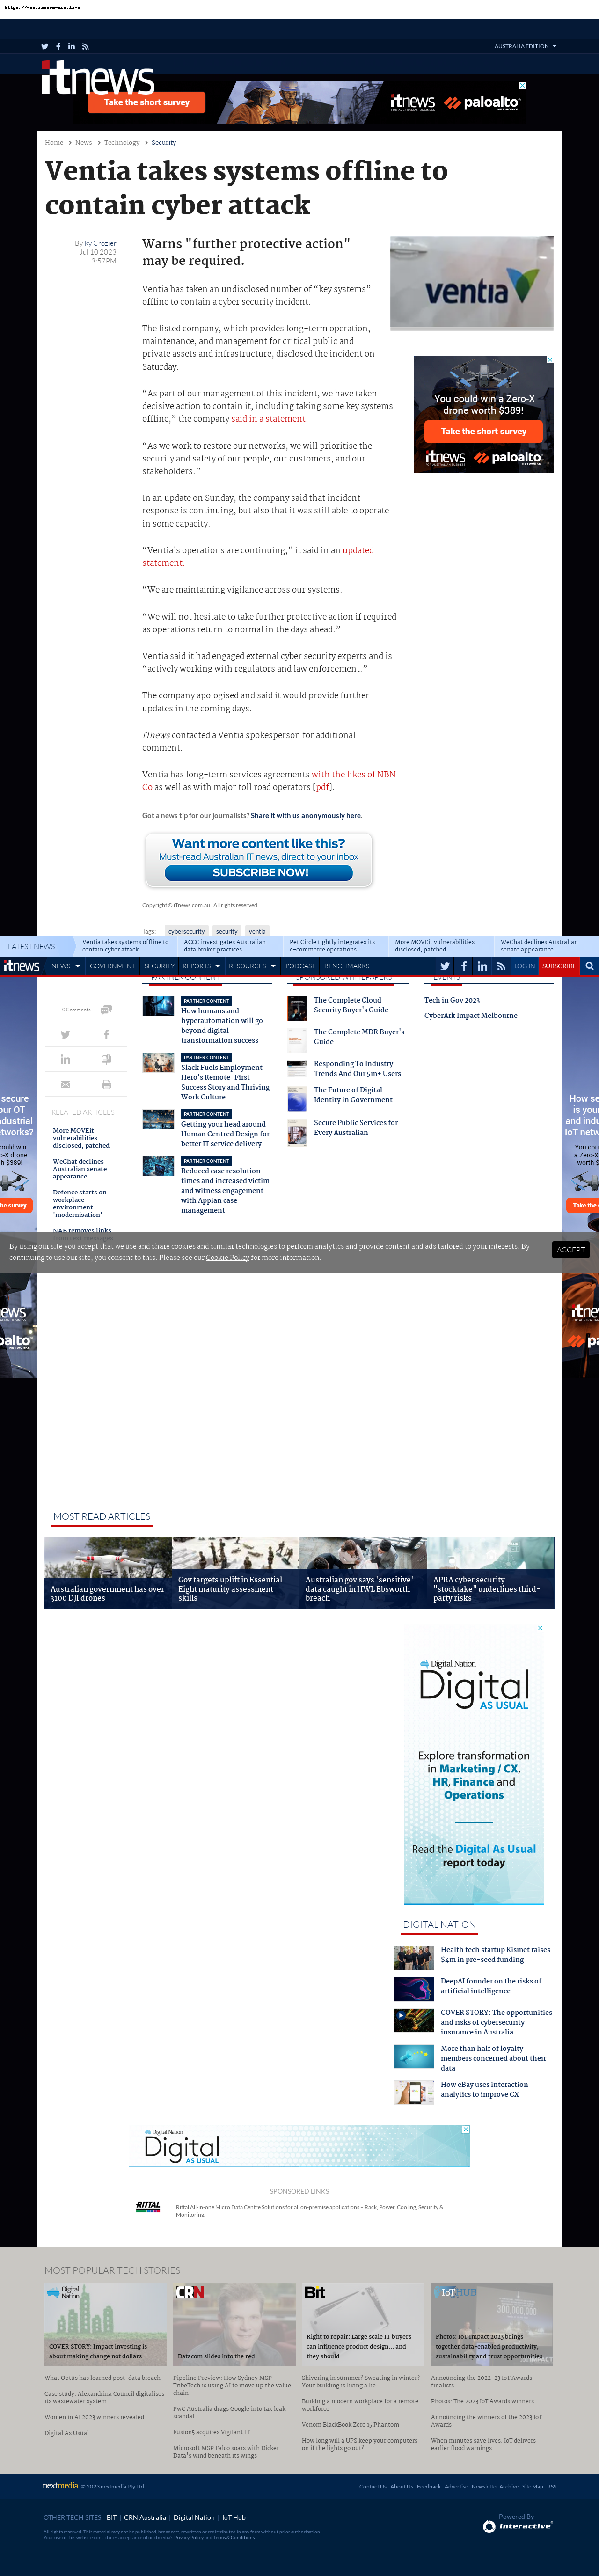 https://www.ransomware.live
AUSTRALIA EDITION
itnews
Take the short survey
itnews
FOR AUSTRALIAN BUSINESS
paloalto
NETWORKS
Home > News > Technology > Security
Ventia takes systems offline to
contain cyber attack
By Ry Crozier
Jul 10 2023
3:57PM
Warns "further protective action"
may be required.
ventia
Ventia has taken an undisclosed number of “key systems”
offline to contain a cyber security incident.
The listed company, which provides long-term operation,
maintenance, and management for critical public and
private assets and infrastructure, disclosed the incident on
Saturday.
You could win a Zero-X
drone worth $389!
Take the short survey
itnews
paloalto
NETWORKS
“As part of our management of this incident, we have taken
decisive action to contain it, including taking some key systems
offline,” the company said in a statement.
“As we work to restore our networks, we will prioritise the
security and safety of our people, our customers, and our
stakeholders.”
In an update on Sunday, the company said that incident
response is continuing, but also that it was still able to operate
in some capacity.
“Ventia’s operations are continuing,” it said in an updated
statement.
“We are maintaining vigilance across our systems.
“We will not hesitate to take further protective action if required
as operations return to normal in the days ahead.”
Ventia said it had engaged external cyber security experts and is
“actively working with regulators and law enforcement.”
The company apologised and said it would provide further
updates in the coming days.
iTnews contacted a Ventia spokesperson for additional
comment.
Ventia has long-term services agreements with the likes of NBN
Co as well as with major toll road operators [pdf].
Got a news tip for our journalists? Share it with us anonymously here.
Want more content like this?
Must-read Australian IT news, direct to your inbox
SUBSCRIBE NOW!
Copyright © iTnews.com.au . All rights reserved.
Tags: cybersecurity security ventia
LATEST NEWS
Ventia takes systems offline to
contain cyber attack
ACCC investigates Australian
data broker practices
Pet Circle tightly integrates its
e-commerce operations
More MOVEit vulnerabilities
disclosed, patched
WeChat declines Australian
senate appearance
itnews
NEWS GOVERNMENT SECURITY REPORTS RESOURCES PODCAST BENCHMARKS
LOG IN SUBSCRIBE
PARTNER CONTENT
SPONSORED WHITEPAPERS
EVENTS
0 Comments
RELATED ARTICLES
More MOVEit
vulnerabilities
disclosed, patched
WeChat declines
Australian senate
appearance
Defence starts on
workplace
environment
'modernisation'
NAB removes links
PARTNER CONTENT
How humans and
hyperautomation will go
beyond digital
transformation success
PARTNER CONTENT
Slack Fuels Employment
Hero's Remote-First
Success Story and Thriving
Work Culture
PARTNER CONTENT
Getting your head around
Human Centred Design for
better IT service delivery
PARTNER CONTENT
Reduced case resolution
times and increased victim
and witness engagement
with Appian case
management
The Complete Cloud
Security Buyer's Guide
The Complete MDR Buyer's
Guide
Responding To Industry
Trends And Our 5m+ Users
The Future of Digital
Identity in Government
Secure Public Services for
Every Australian
Tech in Gov 2023
CyberArk Impact Melbourne
By using our site you accept that we use and share cookies and similar technologies to perform analytics and provide content and ads tailored to your interests. By
continuing to use our site, you consent to this. Please see our Cookie Policy for more information.
ACCEPT
MOST READ ARTICLES
Australian government has over
3100 DJI drones
Gov targets uplift in Essential
Eight maturity assessment
skills
Australian gov says 'sensitive'
data caught in HWL Ebsworth
breach
APRA cyber security
"stocktake" underlines third-
party risks
Digital Nation
Digital
AS USUAL
Explore transformation
in Marketing / CX,
HR, Finance and
Operations
Read the Digital As Usual
report today
DIGITAL NATION
Health tech startup Kismet raises
$4m in pre-seed funding
DeepAI founder on the risks of
artificial intelligence
COVER STORY: The opportunities
and risks of cybersecurity
insurance in Australia
More than half of loyalty
members concerned about their
data
How eBay uses interaction
analytics to improve CX
Digital Nation
Digital
AS USUAL
SPONSORED LINKS
RITTAL
Rittal All-in-one Micro Data Centre Solutions for all on-premise applications – Rack, Power, Cooling, Security &
Monitoring
MOST POPULAR TECH STORIES
Digital
Nation
COVER STORY: Impact investing is
about making change not dollars
What Optus has learned post-data breach
Case study: Alexandrina Council digitalises
its wastewater system
Women in AI 2023 winners revealed
Digital As Usual
CRN
Datacom slides into the red
Pipeline Preview: How Sydney MSP
TribeTech is using AI to move up the value
chain
PwC Australia drags Google into tax leak
scandal
Fusion5 acquires Vigilant.IT
Microsoft MSP Falco soars with Dicker
Data's wind beneath its wings
Bit
Right to repair: Large scale IT buyers
can influence product design... and
they should
Shivering in summer? Sweating in winter?
Your building is living a lie
Building a modern workplace for a remote
workforce
Venom BlackBook Zero 15 Phantom
How long will a UPS keep your computers
on if the lights go out?
IoT HUB
Photos: IoT Impact 2023 brings
together data-enabled productivity,
sustainability and trust opportunities
Announcing the 2022-23 IoT Awards
finalists
Photos: The 2023 IoT Awards winners
Announcing the winners of the 2023 IoT
Awards
When minutes save lives: IoT delivers
earlier flood warnings
nextmedia © 2023 nextmedia Pty Ltd.
Contact Us About Us Feedback Advertise Newsletter Archive Site Map RSS
OTHER TECH SITES: BIT | CRN Australia | Digital Nation | IoT Hub
Powered By
Interactive
All rights reserved. This material may not be published, broadcast, rewritten or redistributed in any form without prior authorisation.
Your use of this website constitutes acceptance of nextmedia's Privacy Policy and Terms & Conditions.